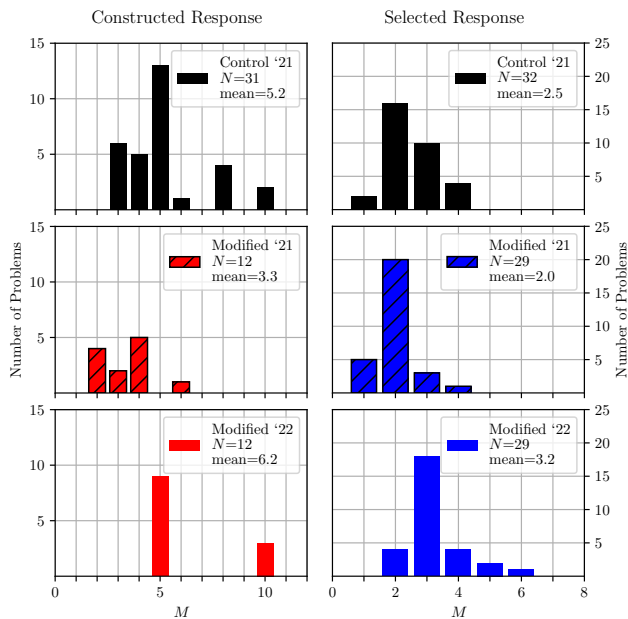 Constructed Response
Selected Response
15
10
5
Control ‘21
N=31
mean=5.2
25
20
15
10
5
Control ‘21
N=32
mean=2.5
Number of Problems
15
10
5
Modified ‘21
N=12
mean=3.3
25
20
15
10
5
Modified ‘21
N=29
mean=2.0
Number of Problems
15
10
5
Modified ‘22
N=12
mean=6.2
25
20
15
10
5
Modified ‘22
N=29
mean=3.2
0 5 10
M
0 2 4 6 8
M